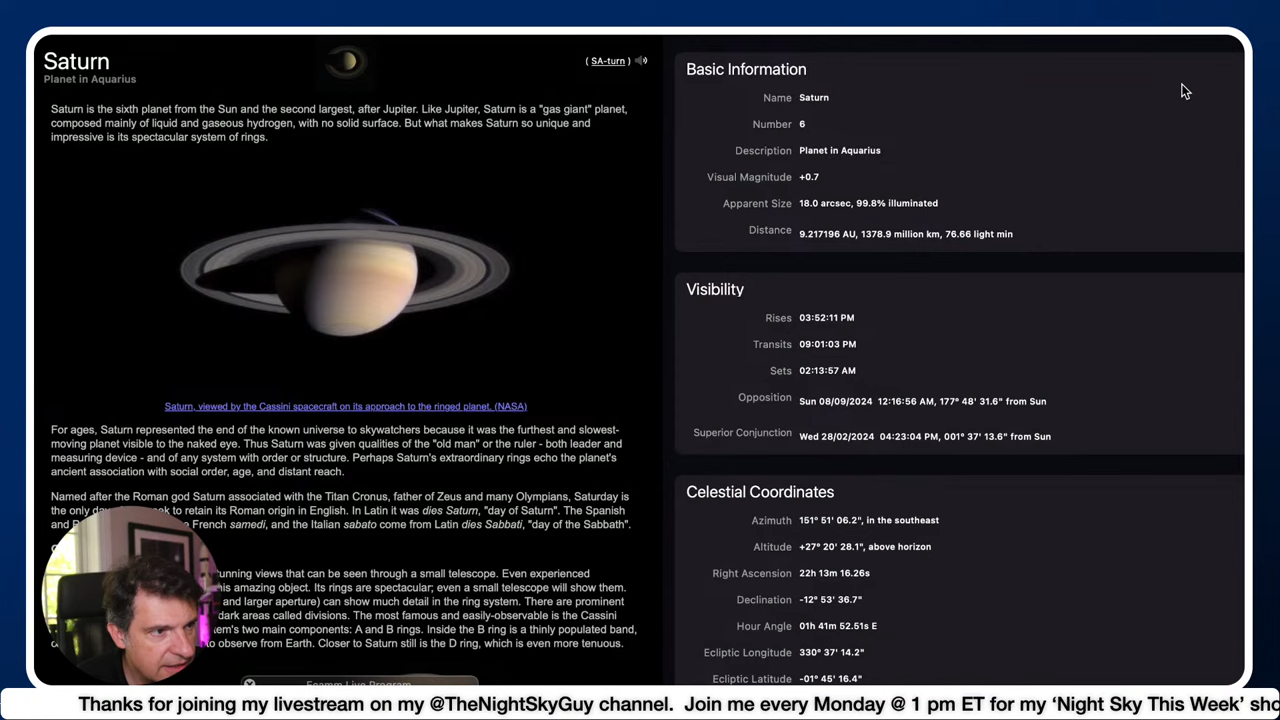 Saturn
Planet in Aquarius
( SA-turn )
Saturn is the sixth planet from the Sun and the second largest, after Jupiter. Like Jupiter, Saturn is a "gas giant" planet,
composed mainly of liquid and gaseous hydrogen, with no solid surface. But what makes Saturn so unique and
impressive is its spectacular system of rings.
Saturn, viewed by the Cassini spacecraft on its approach to the ringed planet. (NASA)
For ages, Saturn represented the end of the known universe to skywatchers because it was the furthest and slowest-
moving planet visible to the naked eye. Thus Saturn was given qualities of the "old man" or the ruler - both leader and
measuring device - and of any system with order or structure. Perhaps Saturn's extraordinary rings echo the planet's
ancient association with social order, age, and distant reach.
Named after the Roman god Saturn associated with the Titan Cronus, father of Zeus and many Olympians, Saturday is
the only day of the week to retain its Roman origin in English. In Latin it was dies Saturn, "day of Saturn". The Spanish
and French samedi, and the Italian sabato come from Latin dies Sabbati, "day of the Sabbath".
views that can be seen through a small telescope. Even experienced
this amazing object. Its rings are spectacular; even a small telescope will show them.
and larger aperture) can show much detail in the ring system. There are prominent
dark areas called divisions. The most famous and easily-observable is the Cassini
two main components: A and B rings. Inside the B ring is a thinly populated band,
to observe from Earth. Closer to Saturn still is the D ring, which is even more tenuous.
Basic Information
Name Saturn
Number 6
Description Planet in Aquarius
Visual Magnitude +0.7
Apparent Size 18.0 arcsec, 99.8% illuminated
Distance 9.217196 AU, 1378.9 million km, 76.66 light min
Visibility
Rises 03:52:11 PM
Transits 09:01:03 PM
Sets 02:13:57 AM
Opposition Sun 08/09/2024 12:16:56 AM, 177° 48' 31.6" from Sun
Superior Conjunction Wed 28/02/2024 04:23:04 PM, 001° 37' 13.6" from Sun
Celestial Coordinates
Azimuth 151° 51' 06.2", in the southeast
Altitude +27° 20' 28.1", above horizon
Right Ascension 22h 13m 16.26s
Declination -12° 53' 36.7"
Hour Angle 01h 41m 52.51s E
Ecliptic Longitude 330° 37' 14.2"
Ecliptic Latitude -01° 45' 16.4"
Thanks for joining my livestream on my @TheNightSkyGuy channel. Join me every Monday @ 1 pm ET for my 'Night Sky This Week' sho